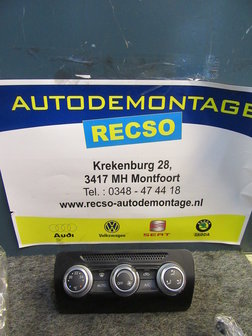 AUTODEMONTAGE
RECSO
Krekenburg 28,
3417 MH Montfoort
Tel. : 0348 - 47 44 18
www.recso-autodemontage.nl
Audi
Volkswagen
SEAT
SKODA